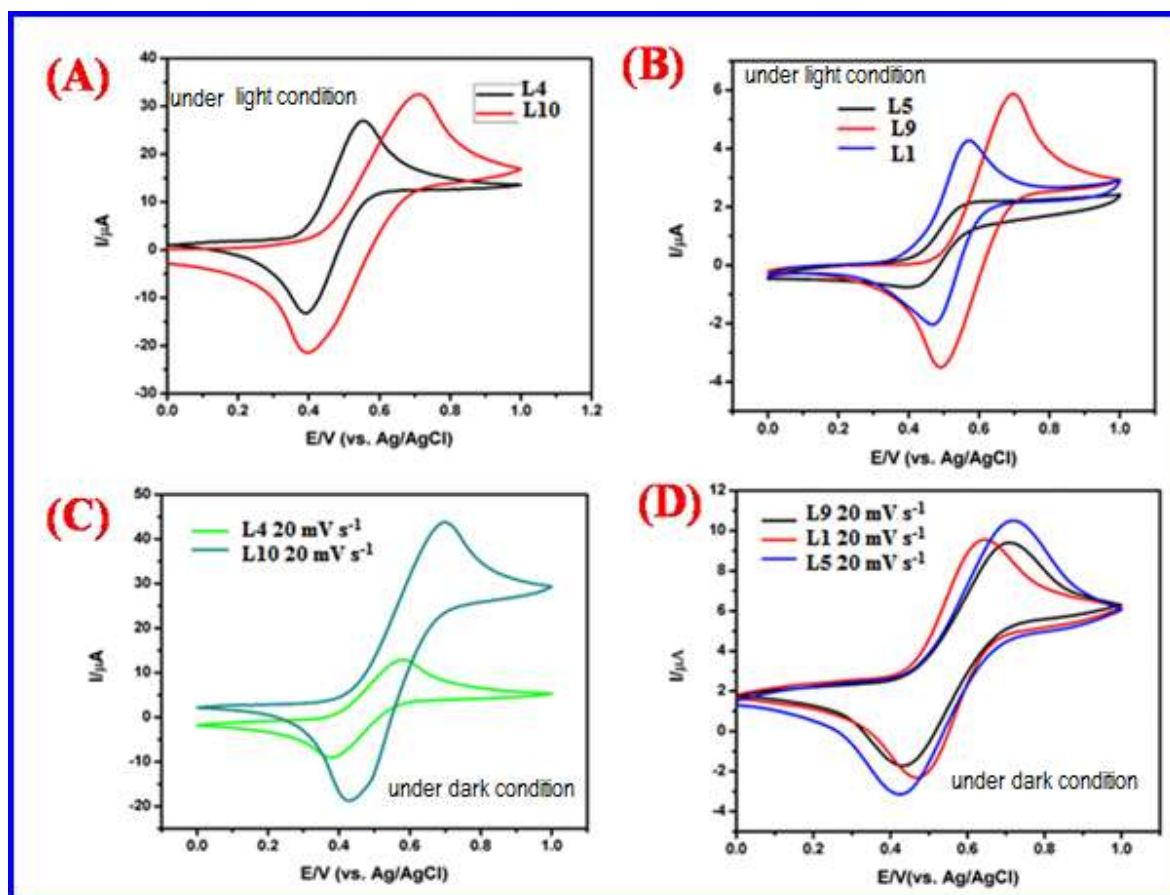 (A)
under light condition
L4
L10
40
30
20
10
0
-10
-20
-30
I/µA
0.0 0.2 0.4 0.6 0.8 1.0 1.2
E/V (vs. Ag/AgCl)
(B)
under light condition
L5
L9
L1
6
4
2
0
-2
-4
I/µA
0.0 0.2 0.4 0.6 0.8 1.0
E/V (vs. Ag/AgCl)
(C)
L4 20 mV s-1
L10 20 mV s-1
50
40
30
20
10
0
-10
-20
I/µA
under dark condition
0.0 0.2 0.4 0.6 0.8 1.0
E/V (vs. Ag/AgCl)
(D)
L9 20 mV s-1
L1 20 mV s-1
L5 20 mV s-1
12
10
8
6
4
2
0
-2
-4
I/µA
under dark condition
0.0 0.2 0.4 0.6 0.8 1.0
E/V(vs. Ag/AgCl)